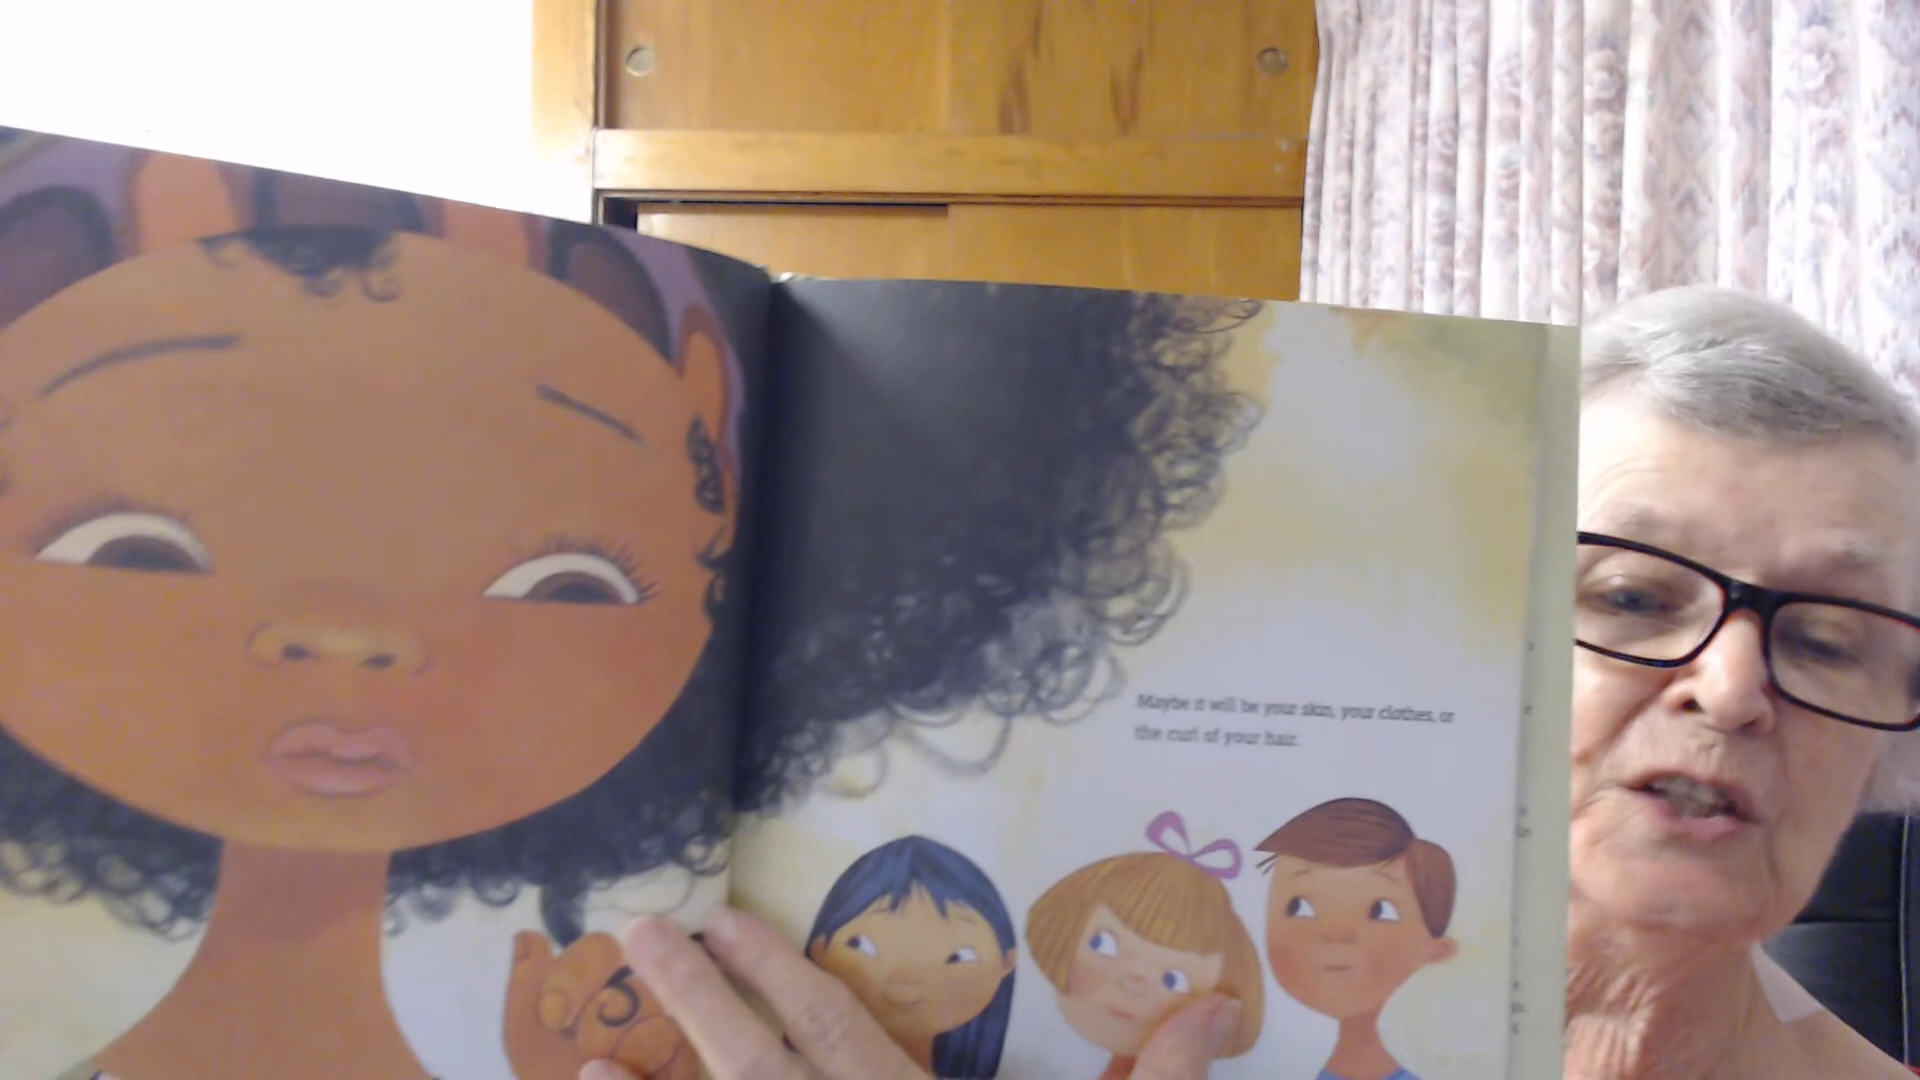 Maybe it will be your skin, your clothes, or
the curl of your hair.